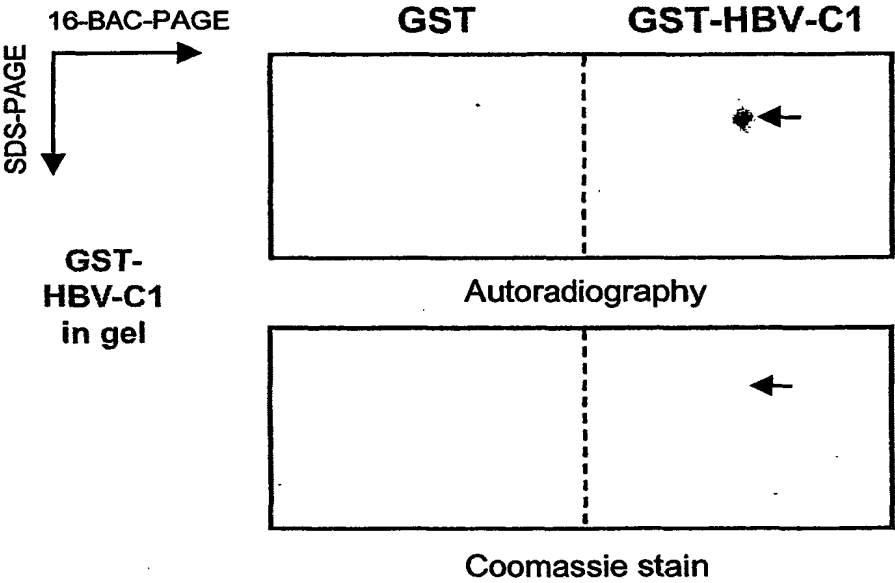 16-BAC-PAGE
SDS-PAGE
GST
GST-HBV-C1
GST-
HBV-C1
in gel
Autoradiography
Coomassie stain